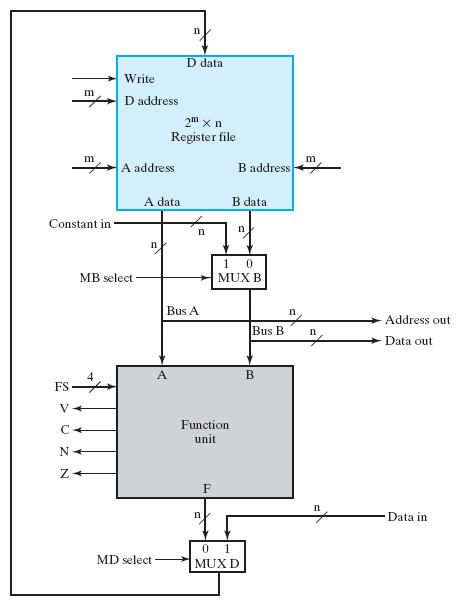 n
D data
Write
m
D address
2ᵐ × n
Register file
m
A address
B address
m
A data
B data
Constant in
n
n
n
1 0
MB select
MUX B
Bus A
n
Address out
Bus B
n
Data out
A
B
FS
4
V
C
N
Z
Function
unit
F
n
n
Data in
0 1
MD select
MUX D